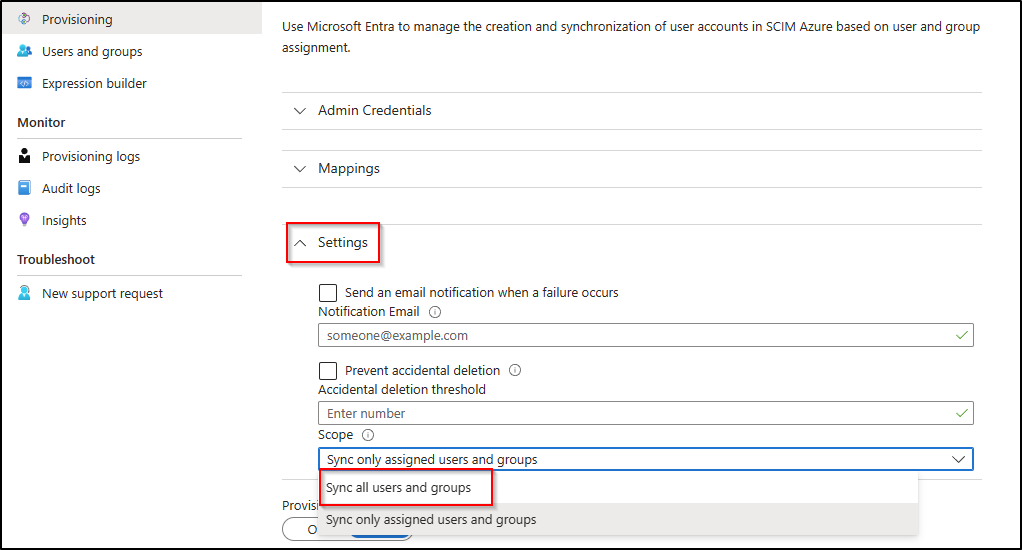 Provisioning
Users and groups
Expression builder
Monitor
Provisioning logs
Audit logs
Insights
Troubleshoot
New support request
Use Microsoft Entra to manage the creation and synchronization of user accounts in SCIM Azure based on user and group
assignment.
Admin Credentials
Mappings
Settings
Send an email notification when a failure occurs
Notification Email
someone@example.com
Prevent accidental deletion
Accidental deletion threshold
Enter number
Scope
Sync only assigned users and groups
Sync all users and groups
Sync only assigned users and groups